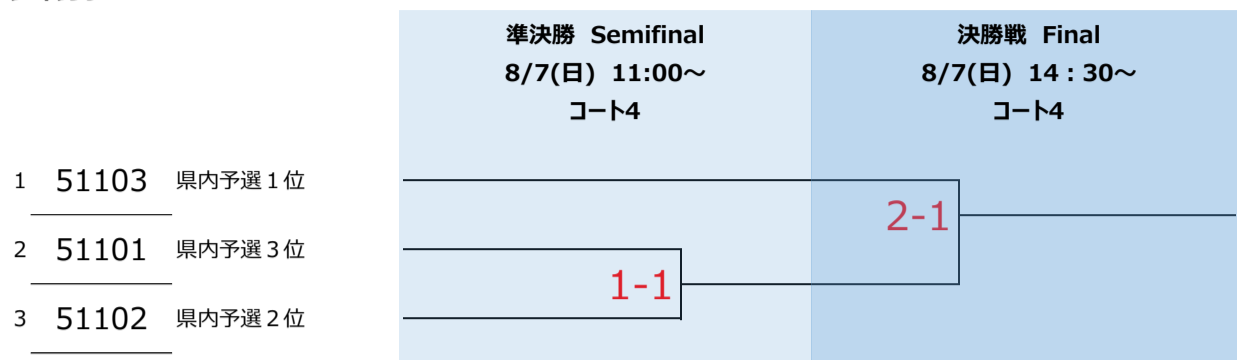 準決勝 Semifinal
8/7(日) 11:00～
コート4
決勝戦 Final
8/7(日) 14：30～
コート4
1 51103 県内予選１位
2-1
2 51101 県内予選３位
1-1
3 51102 県内予選２位